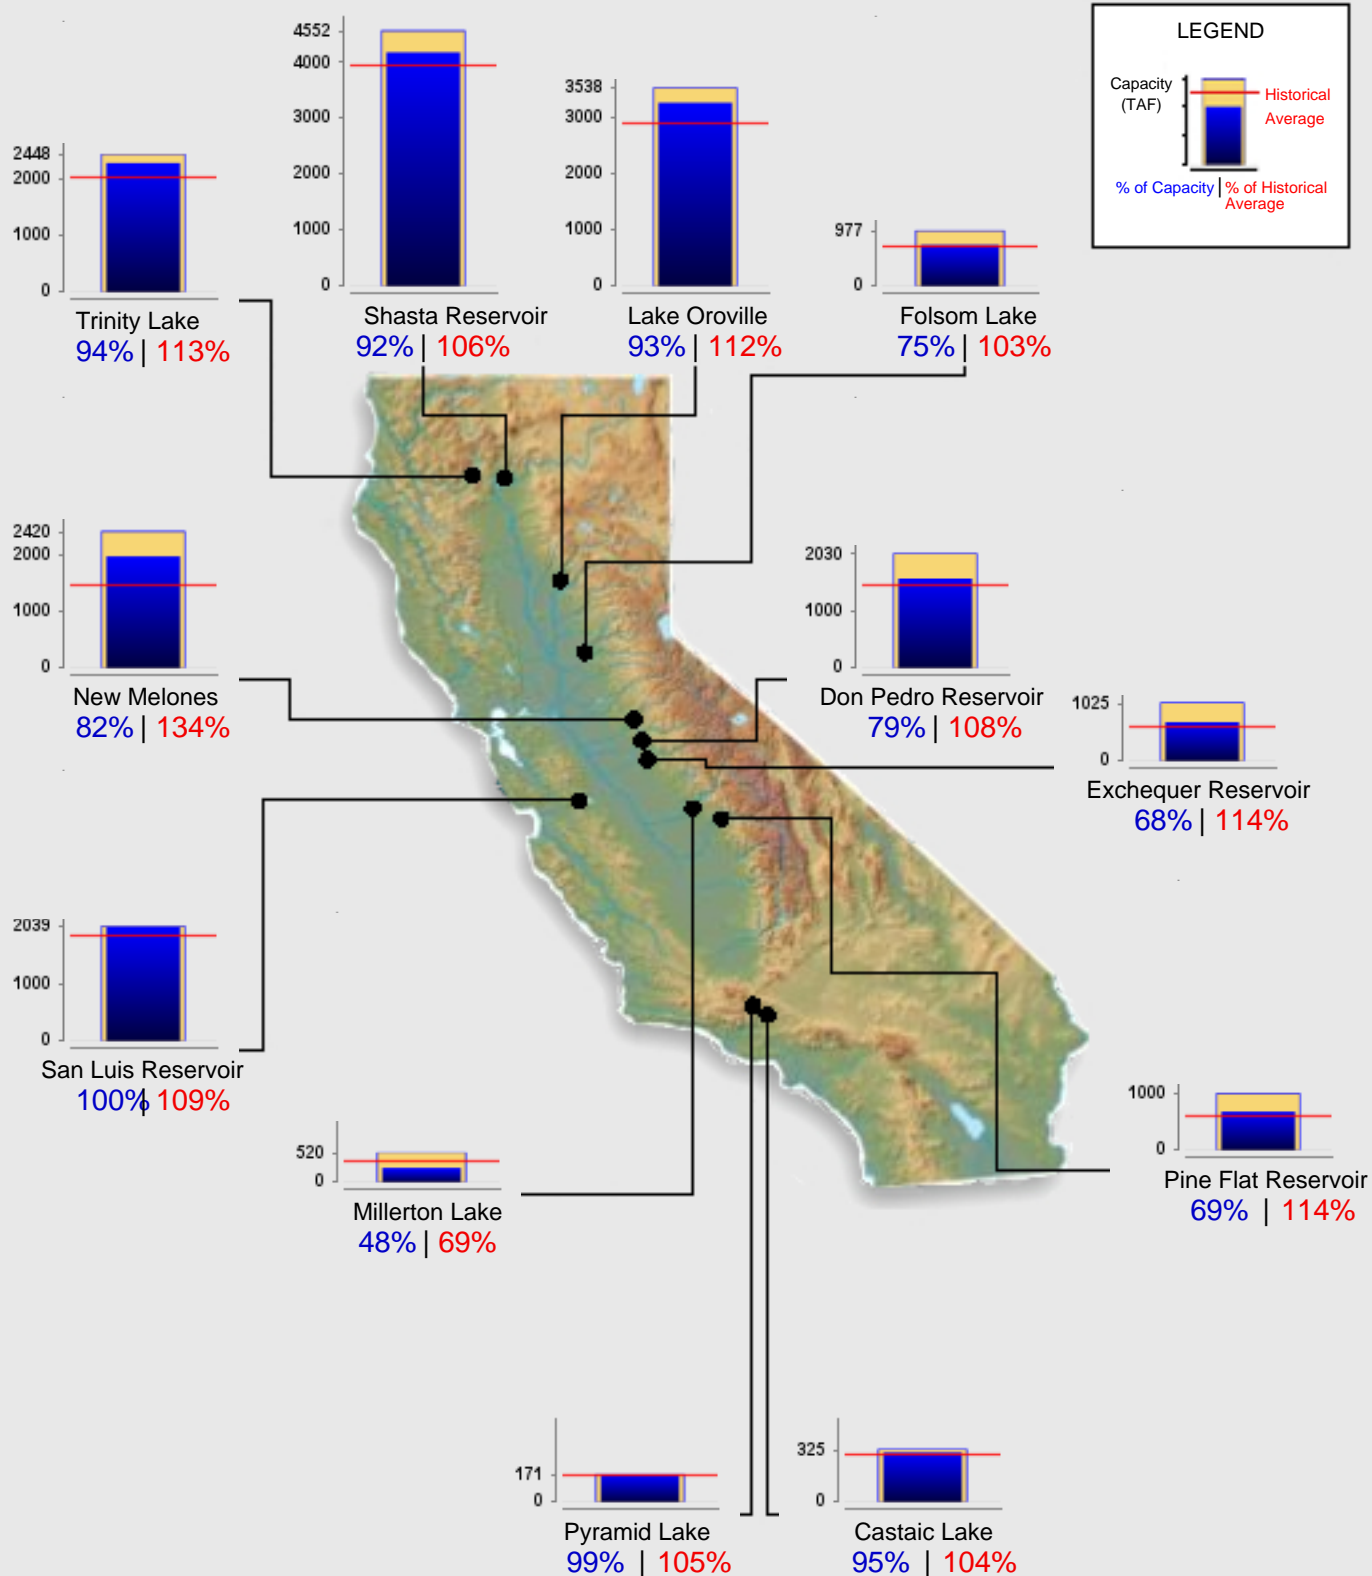 LEGEND
Capacity
(TAF)
Historical
Average
% of Capacity | % of Historical
Average
2448
2000
1000
0
Trinity Lake
94% | 113%
4552
4000
3000
2000
1000
0
Shasta Reservoir
92% | 106%
3538
3000
2000
1000
0
Lake Oroville
93% | 112%
977
0
Folsom Lake
75% | 103%
2420
2000
1000
0
New Melones
82% | 134%
2030
1000
0
Don Pedro Reservoir
79% | 108%
1025
0
Exchequer Reservoir
68% | 114%
2039
1000
0
San Luis Reservoir
100% | 109%
520
0
Millerton Lake
48% | 69%
1000
0
Pine Flat Reservoir
69% | 114%
171
0
Pyramid Lake
99% | 105%
325
0
Castaic Lake
95% | 104%